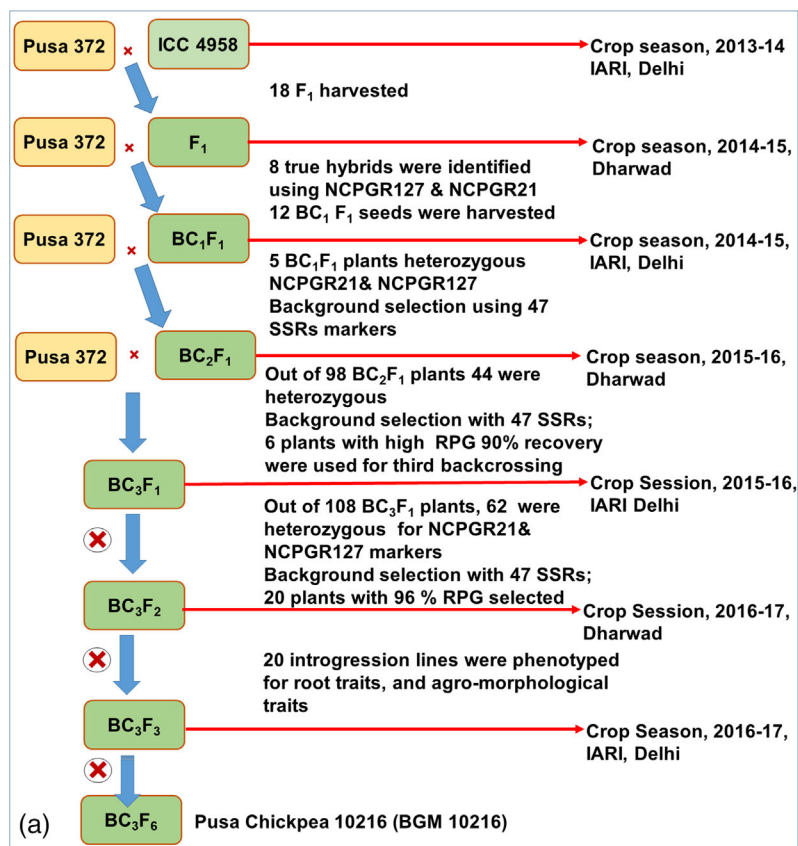 Pusa 372 × ICC 4958
Crop season, 2013-14
IARI, Delhi
18 F₁ harvested
Pusa 372 × F₁
Crop season, 2014-15,
Dharwad
8 true hybrids were identified
using NCPGR127 & NCPGR21
12 BC₁ F₁ seeds were harvested
Pusa 372 × BC₁F₁
Crop season, 2014-15,
IARI, Delhi
5 BC₁F₁ plants heterozygous
NCPGR21& NCPGR127
Background selection using 47
SSRs markers
Pusa 372 × BC₂F₁
Crop season, 2015-16,
Dharwad
Out of 98 BC₂F₁ plants 44 were
heterozygous
Background selection with 47 SSRs;
6 plants with high RPG 90% recovery
were used for third backcrossing
BC₃F₁
Crop Session, 2015-16,
IARI Delhi
Out of 108 BC₃F₁ plants, 62 were
heterozygous for NCPGR21&
NCPGR127 markers
Background selection with 47 SSRs;
20 plants with 96 % RPG selected
BC₃F₂
Crop Session, 2016-17,
Dharwad
20 introgression lines were phenotyped
for root traits, and agro-morphological
traits
BC₃F₃
Crop Season, 2016-17,
IARI, Delhi
(a)
BC₃F₆
Pusa Chickpea 10216 (BGM 10216)